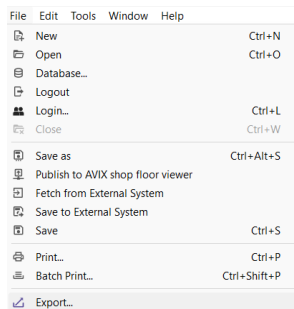 File Edit Tools Window Help
New Ctrl+N
Open Ctrl+O
Database...
Logout
Login... Ctrl+L
Close Ctrl+W
Save as Ctrl+Alt+S
Publish to AVIX shop floor viewer
Fetch from External System
Save to External System
Save Ctrl+S
Print... Ctrl+P
Batch Print... Ctrl+Shift+P
Export...